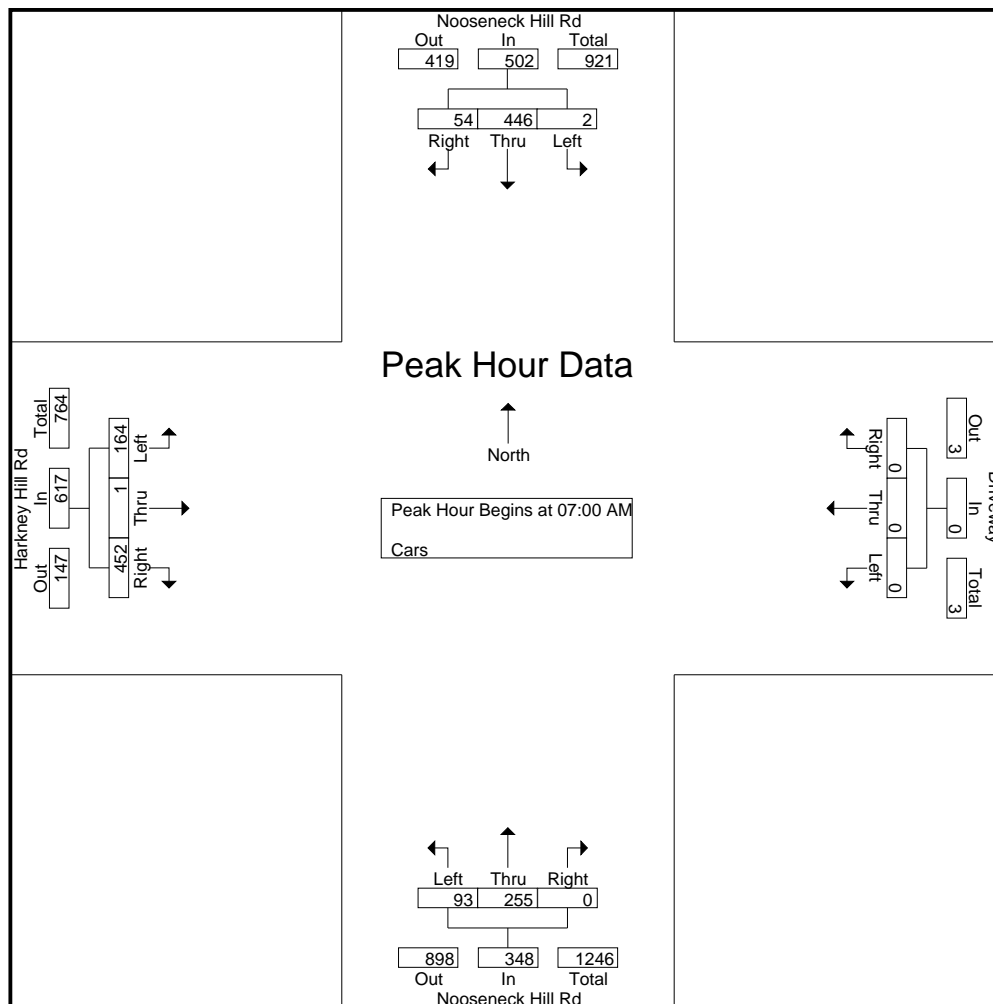 Nooseneck Hill Rd
Out In Total
419 502 921
54 446 2
Right Thru Left
Peak Hour Data
North
Peak Hour Begins at 07:00 AM
Cars
Harkney Hill Rd
Out In Total
147 617 764
452 1 164
Right Thru Left
Driveway
Out In Total
3 0 3
0 0 0
Right Thru Left
Left Thru Right
93 255 0
898 348 1246
Out In Total
Nooseneck Hill Rd